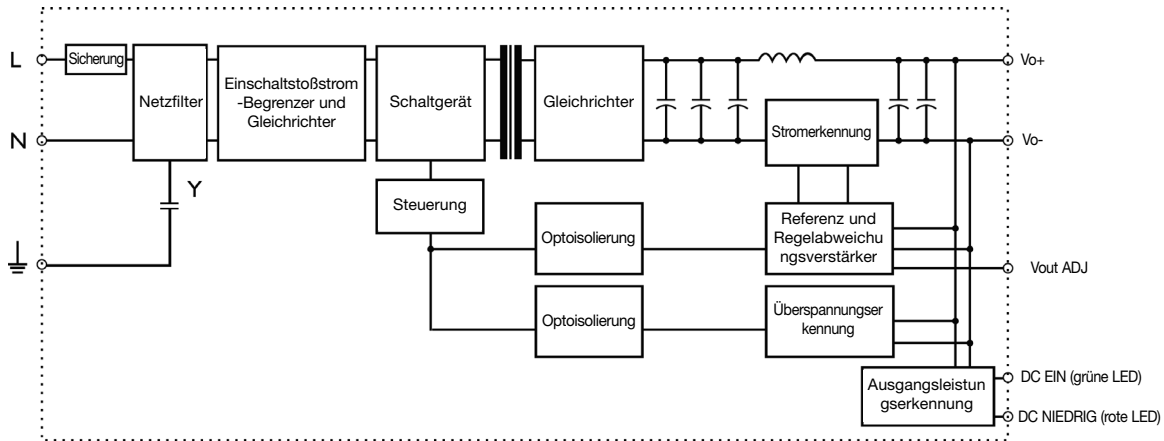 L
Sicherung
Netzfilter
Einschaltstoßstrom
-Begrenzer und
Gleichrichter
Schaltgerät
Gleichrichter
Vo+
N
Stromerkennung
Vo-
Y
Steuerung
Optoisolierung
Referenz und
Regelabweichu
ngsverstärker
Vout ADJ
Optoisolierung
Überspannungser
kennung
Ausgangsleistun
gserkennung
DC EIN (grüne LED)
DC NIEDRIG (rote LED)